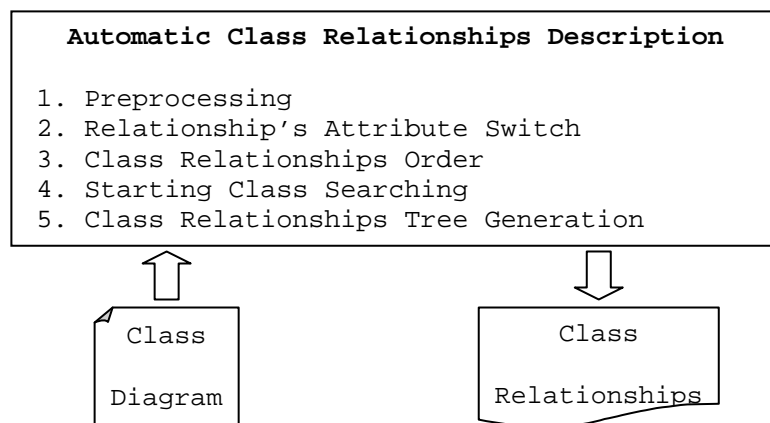 Automatic Class Relationships Description
1. Preprocessing
2. Relationship's Attribute Switch
3. Class Relationships Order
4. Starting Class Searching
5. Class Relationships Tree Generation
Class
Diagram
Class
Relationships